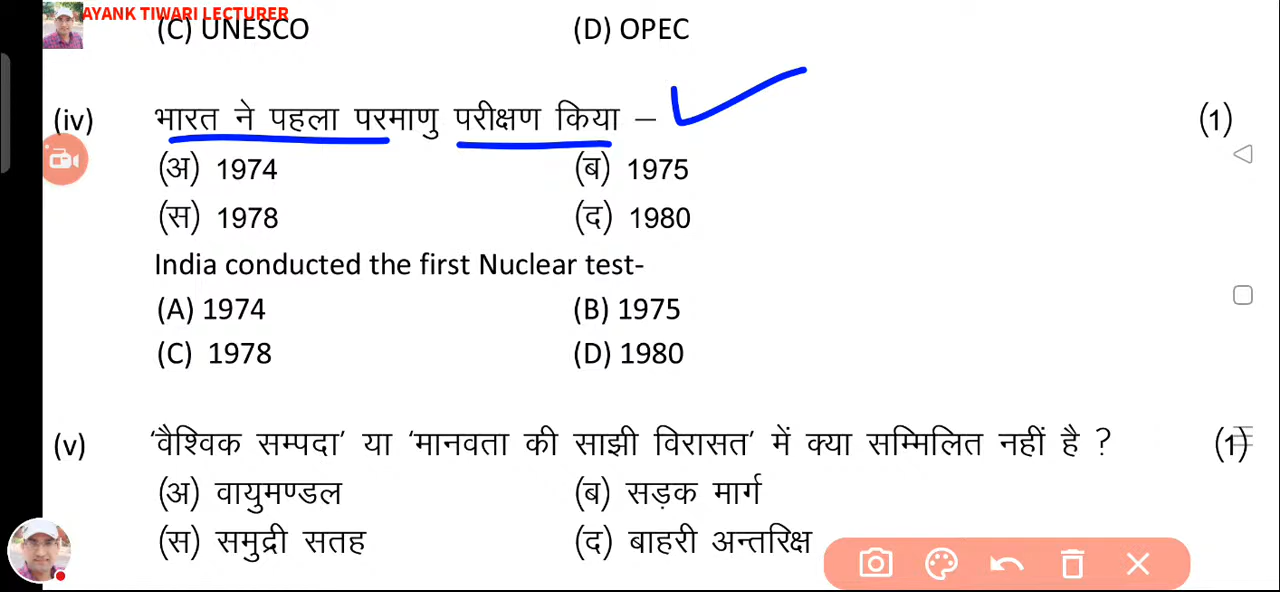 AYANK TIWARI LECTURER
(C) UNESCO (D) OPEC
(iv) भारत ने पहला परमाणु परीक्षण किया – (1)
(अ) 1974 (ब) 1975
(स) 1978 (द) 1980
India conducted the first Nuclear test-
(A) 1974 (B) 1975
(C) 1978 (D) 1980
(v) 'वैश्विक सम्पदा' या 'मानवता की साझी विरासत' में क्या सम्मिलित नहीं है ? (1)
(अ) वायुमण्डल (ब) सड़क मार्ग
(स) समुद्री सतह (द) बाहरी अन्तरिक्ष